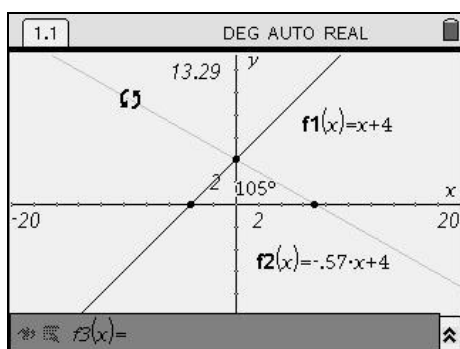 1.1 DEG AUTO REAL
13.29 y
f1(x)=x+4
2 105° x
-20 2 20
f2(x)=-.57·x+4
f3(x)=